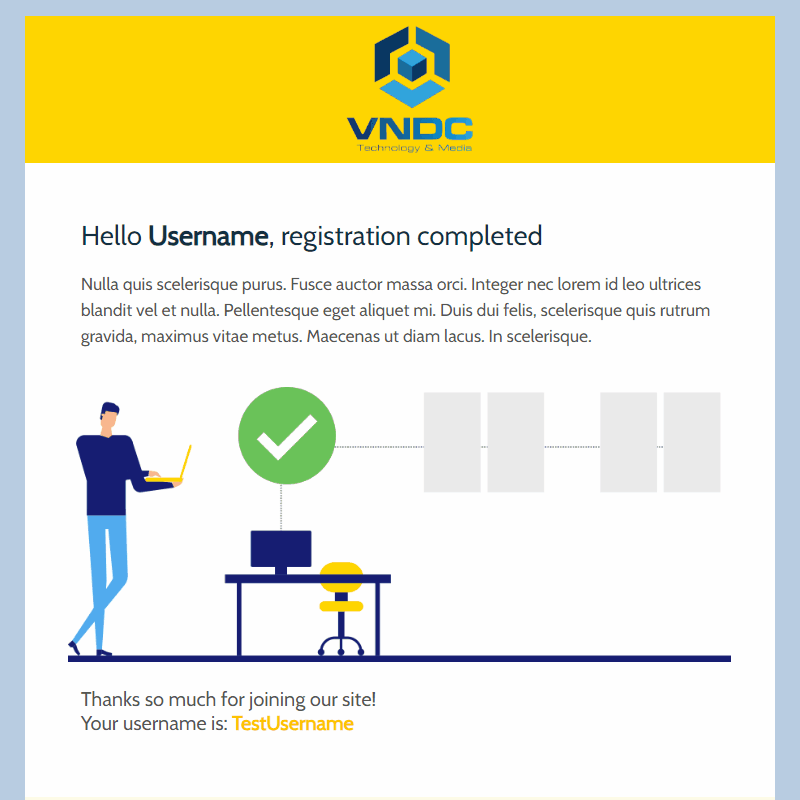 VNDC
Technology & Media
Hello Username, registration completed
Nulla quis scelerisque purus. Fusce auctor massa orci. Integer nec lorem id leo ultrices
blandit vel et nulla. Pellentesque eget aliquet mi. Duis dui felis, scelerisque quis rutrum
gravida, maximus vitae metus. Maecenas ut diam lacus. In scelerisque.
Thanks so much for joining our site!
Your username is: TestUsername